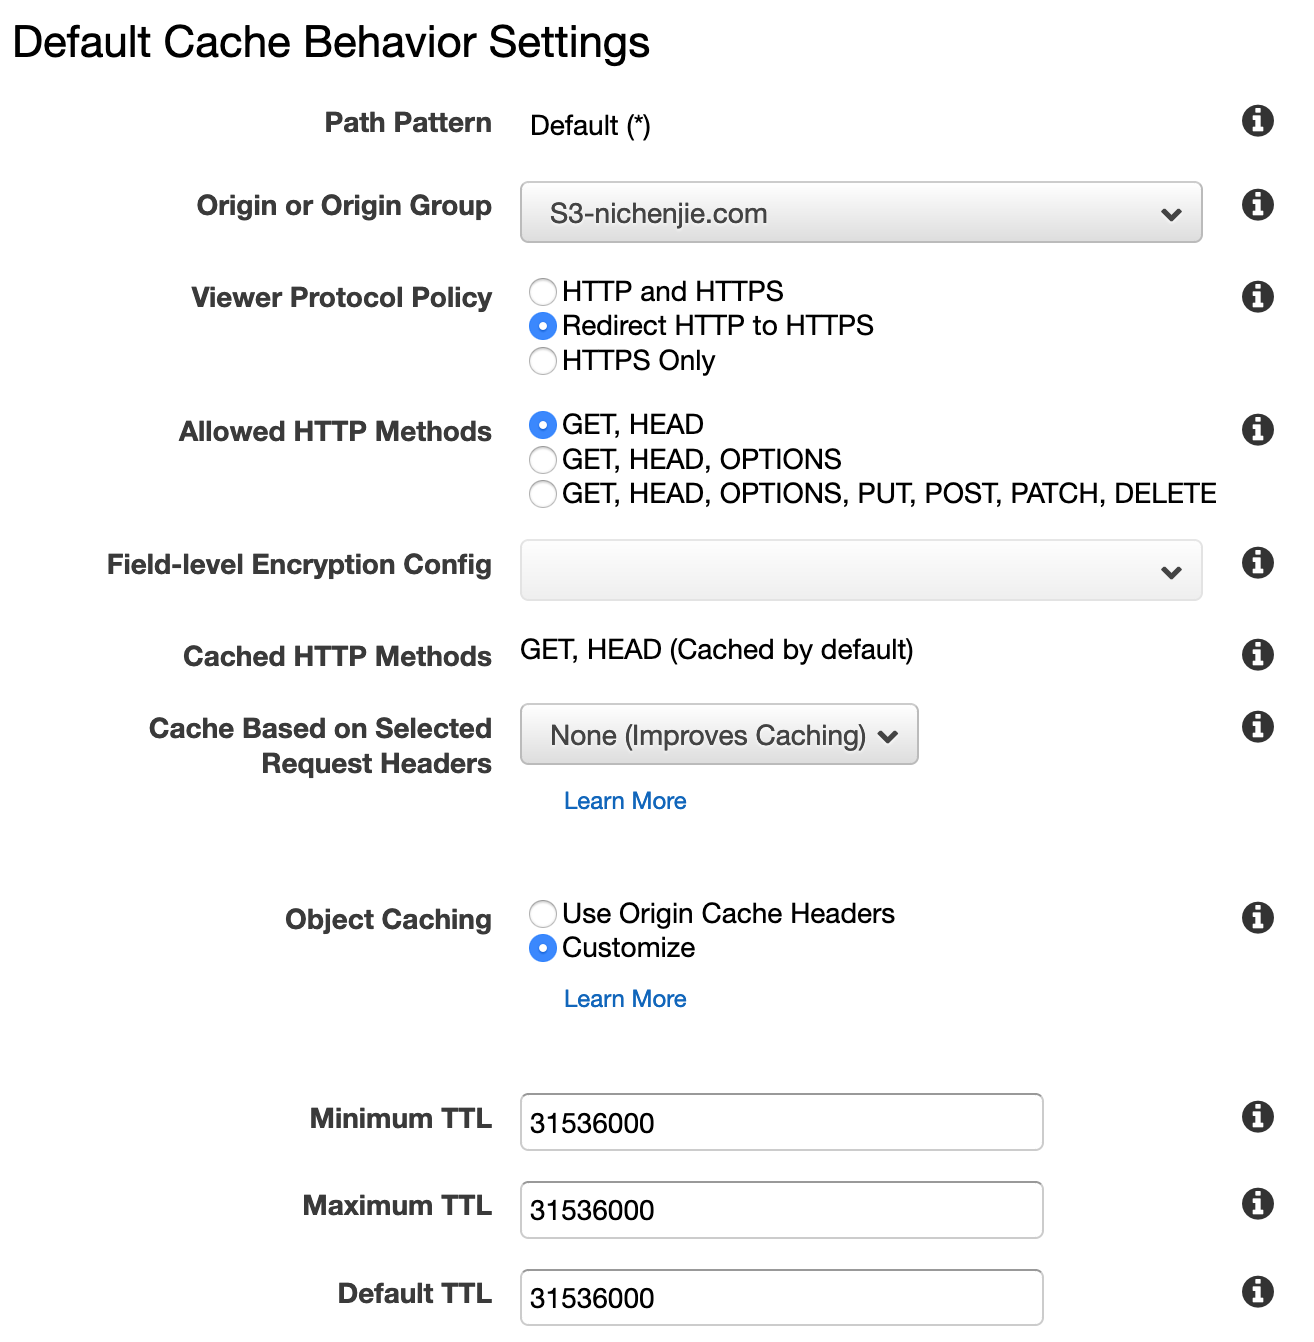 Default Cache Behavior Settings
Path Pattern Default (*)
Origin or Origin Group S3-nichenjie.com
Viewer Protocol Policy HTTP and HTTPS
Redirect HTTP to HTTPS
HTTPS Only
Allowed HTTP Methods GET, HEAD
GET, HEAD, OPTIONS
GET, HEAD, OPTIONS, PUT, POST, PATCH, DELETE
Field-level Encryption Config
Cached HTTP Methods GET, HEAD (Cached by default)
Cache Based on Selected
Request Headers
None (Improves Caching)
Learn More
Object Caching Use Origin Cache Headers
Customize
Learn More
Minimum TTL 31536000
Maximum TTL 31536000
Default TTL 31536000